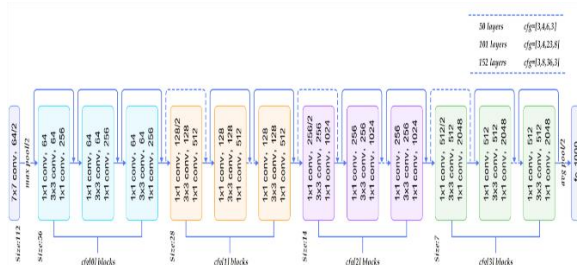 50 layers cfg=[3,4,6,3]
101 layers cfg=[3,4,23,8]
152 layers cfg=[3,8,36,3]
7x7 conv, 64/2
max pool/2
1x1 conv, 64
3x3 conv, 64
1x1 conv, 256
1x1 conv, 64
3x3 conv, 64
1x1 conv, 256
1x1 conv, 64
3x3 conv, 64
1x1 conv, 256
1x1 conv, 128/2
3x3 conv, 128
1x1 conv, 512
1x1 conv, 128
3x3 conv, 128
1x1 conv, 512
1x1 conv, 128
3x3 conv, 128
1x1 conv, 512
1x1 conv, 256/2
3x3 conv, 256
1x1 conv, 1024
1x1 conv, 256
3x3 conv, 256
1x1 conv, 1024
1x1 conv, 256
3x3 conv, 256
1x1 conv, 1024
1x1 conv, 512/2
3x3 conv, 512
1x1 conv, 2048
1x1 conv, 512
3x3 conv, 512
1x1 conv, 2048
1x1 conv, 512
3x3 conv, 512
1x1 conv, 2048
avg pool/2
fc 1000
Size:112
Size:56
cfg[0] blocks
Size:28
cfg[1] blocks
Size:14
cfg[2] blocks
Size:7
cfg[3] blocks